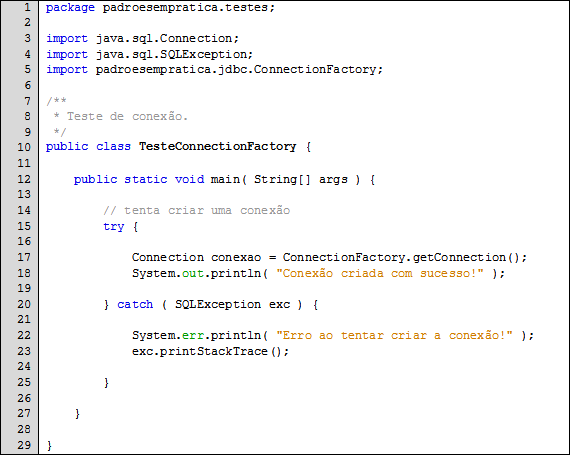 1 package padroesempratica.testes;
2
3 import java.sql.Connection;
4 import java.sql.SQLException;
5 import padroesempratica.jdbc.ConnectionFactory;
6
7 /**
8  * Teste de conexão.
9  */
10 public class TesteConnectionFactory {
11
12     public static void main( String[] args ) {
13
14         // tenta criar uma conexão
15         try {
16
17             Connection conexao = ConnectionFactory.getConnection();
18             System.out.println( "Conexão criada com sucesso!" );
19
20         } catch ( SQLException exc ) {
21
22             System.err.println( "Erro ao tentar criar a conexão!" );
23             exc.printStackTrace();
24
25         }
26
27     }
28
29 }